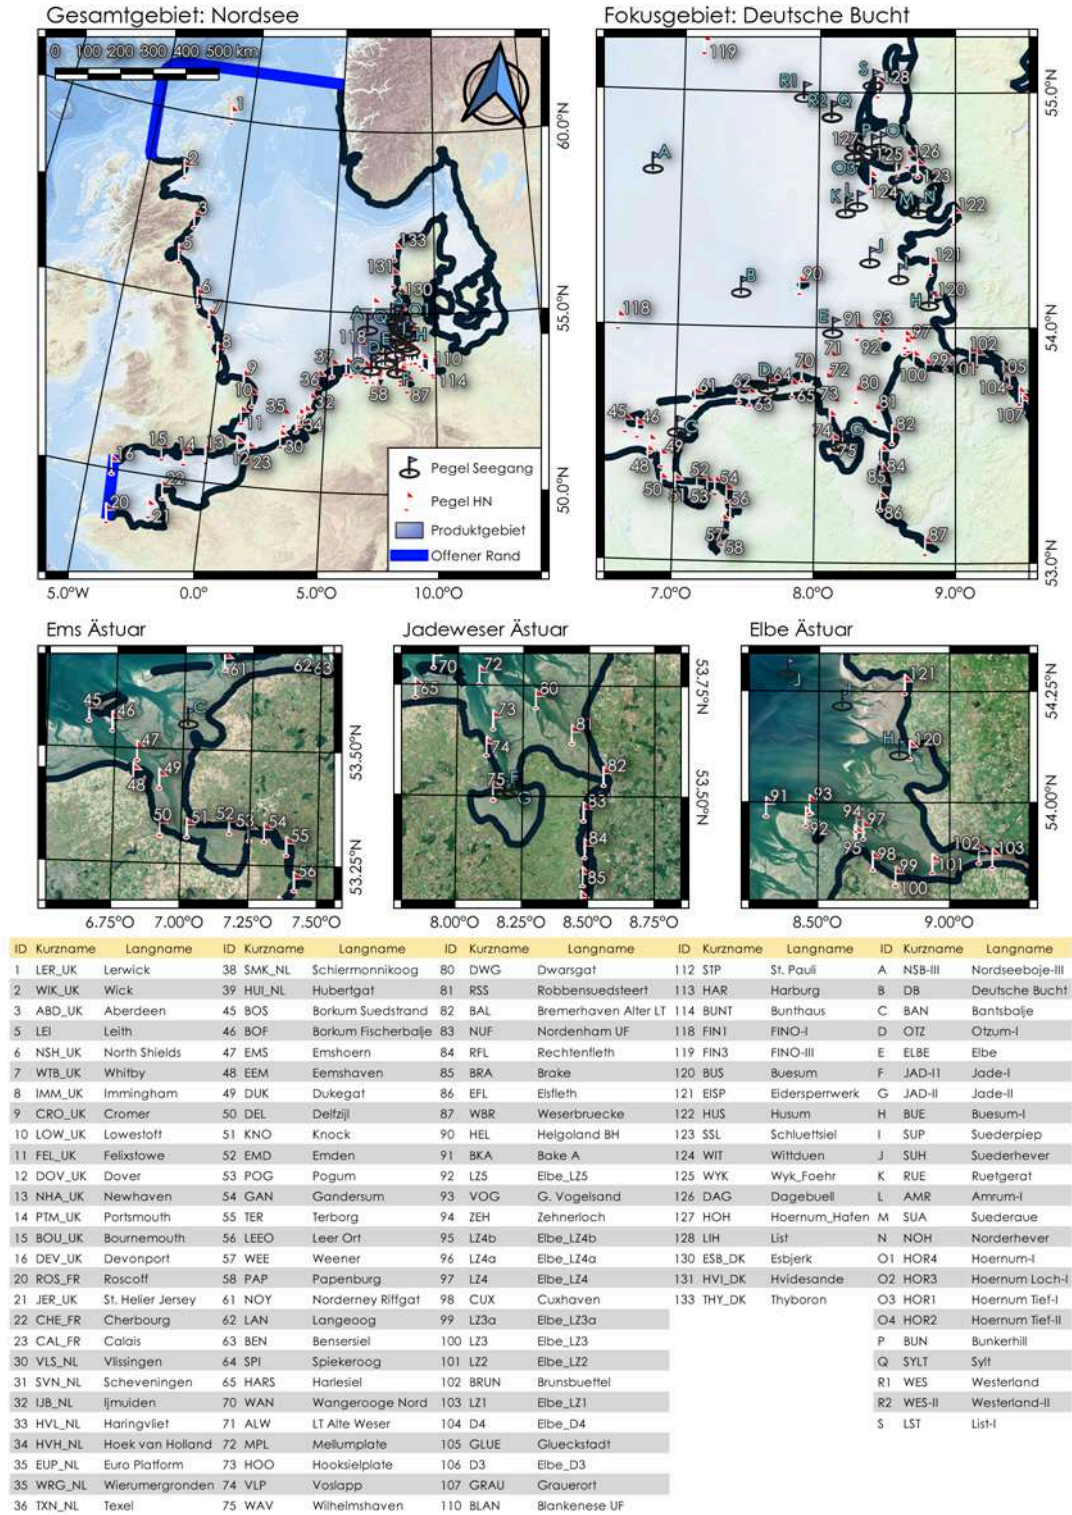 Gesamtgebiet: Nordsee
Fokusgebiet: Deutsche Bucht
0 100 200 300 400 500 km
60.0°N
55.0°N
50.0°N
5.0°W 0.0° 5.0°O 10.0°O
Pegel Seegang
Pegel HN
Produktgebiet
Offener Rand
55.0°N
54.0°N
53.0°N
7.0°O 8.0°O 9.0°O
Ems Ästuar
Jadeweser Ästuar
Elbe Ästuar
53.50°N
53.25°N
6.75°O 7.00°O 7.25°O 7.50°O
53.75°N
53.50°N
8.00°O 8.25°O 8.50°O 8.75°O
54.25°N
54.00°N
8.50°O 9.00°O
ID Kurzname Langname ID Kurzname Langname ID Kurzname Langname ID Kurzname Langname ID Kurzname Langname
1 LER_UK Lerwick 38 SMK_NL Schiermonnikoog 80 DWG Dwarsgat 112 STP St. Pauli A NSB-III Nordseeboje-III
2 WIK_UK Wick 39 HUI_NL Hubertgat 81 RSS Robbensuedsteert 113 HAR Harburg B DB Deutsche Bucht
3 ABD_UK Aberdeen 45 BOS Borkum Suedstrand 82 BAL Bremerhaven Alter LT 114 BUNT Bunthaus C BAN Bantsbalje
5 LEI Leith 46 BOF Borkum Fischerbalje 83 NUF Nordenham UF 118 FIN1 FINO-I D OTZ Otzum-I
6 NSH_UK North Shields 47 EMS Emshoern 84 RFL Rechtenfleth 119 FIN3 FINO-III E ELBE Elbe
7 WTB_UK Whitby 48 EEM Eemshaven 85 BRA Brake 120 BUS Buesum F JAD-I1 Jade-I
8 IMM_UK Immingham 49 DUK Dukegat 86 EFL Elsfleth 121 EISP Eidersperrwerk G JAD-II Jade-II
9 CRO_UK Cromer 50 DEL Delfzijl 87 WBR Weserbruecke 122 HUS Husum H BUE Buesum-I
10 LOW_UK Lowestoft 51 KNO Knock 90 HEL Helgoland BH 123 SSL Schluettsiel I SUP Suederpiep
11 FEL_UK Felixstowe 52 EMD Emden 91 BKA Bake A 124 WIT Wittduen J SUH Suederhever
12 DOV_UK Dover 53 POG Pogum 92 LZ5 Elbe_LZ5 125 WYK Wyk_Foehr K RUE Ruetgerat
13 NHA_UK Newhaven 54 GAN Gandersum 93 VOG G. Vogelsand 126 DAG Dagebuell L AMR Amrum-I
14 PTM_UK Portsmouth 55 TER Terborg 94 ZEH Zehnerloch 127 HOH Hoernum_Hafen M SUA Suederaue
15 BOU_UK Bournemouth 56 LEEO Leer Ort 95 LZ4b Elbe_LZ4b 128 LIH List N NOH Norderhever
16 DEV_UK Devonport 57 WEE Weener 96 LZ4a Elbe_LZ4a 130 ESB_DK Esbjerk O1 HOR4 Hoernum-I
20 ROS_FR Roscoff 58 PAP Papenburg 97 LZ4 Elbe_LZ4 131 HVI_DK Hvidesande O2 HOR3 Hoernum Loch-I
21 JER_UK St. Helier Jersey 61 NOY Norderney Riffgat 98 CUX Cuxhaven 133 THY_DK Thyboron O3 HOR1 Hoernum Tief-I
22 CHE_FR Cherbourg 62 LAN Langeoog 99 LZ3a Elbe_LZ3a O4 HOR2 Hoernum Tief-II
23 CAL_FR Calais 63 BEN Bensersiel 100 LZ3 Elbe_LZ3 P BUN Bunkerhill
30 VLS_NL Vlissingen 64 SPI Spiekeroog 101 LZ2 Elbe_LZ2 Q SYLT Sylt
31 SVN_NL Scheveningen 65 HARS Harlesiel 102 BRUN Brunsbuettel R1 WES Westerland
32 IJB_NL Ijmuiden 70 WAN Wangerooge Nord 103 LZ1 Elbe_LZ1 R2 WES-II Westerland-II
33 HVL_NL Haringvliet 71 ALW LT Alte Weser 104 D4 Elbe_D4 S LST List-I
34 HVH_NL Hoek van Holland 72 MPL Mellumplate 105 GLUE Glueckstadt
35 EUP_NL Euro Platform 73 HOO Hooksielplate 106 D3 Elbe_D3
35 WRG_NL Wierumergronden 74 VLP Voslapp 107 GRAU Grauerort
36 TXN_NL Texel 75 WAV Wilhelmshaven 110 BLAN Blankenese UF